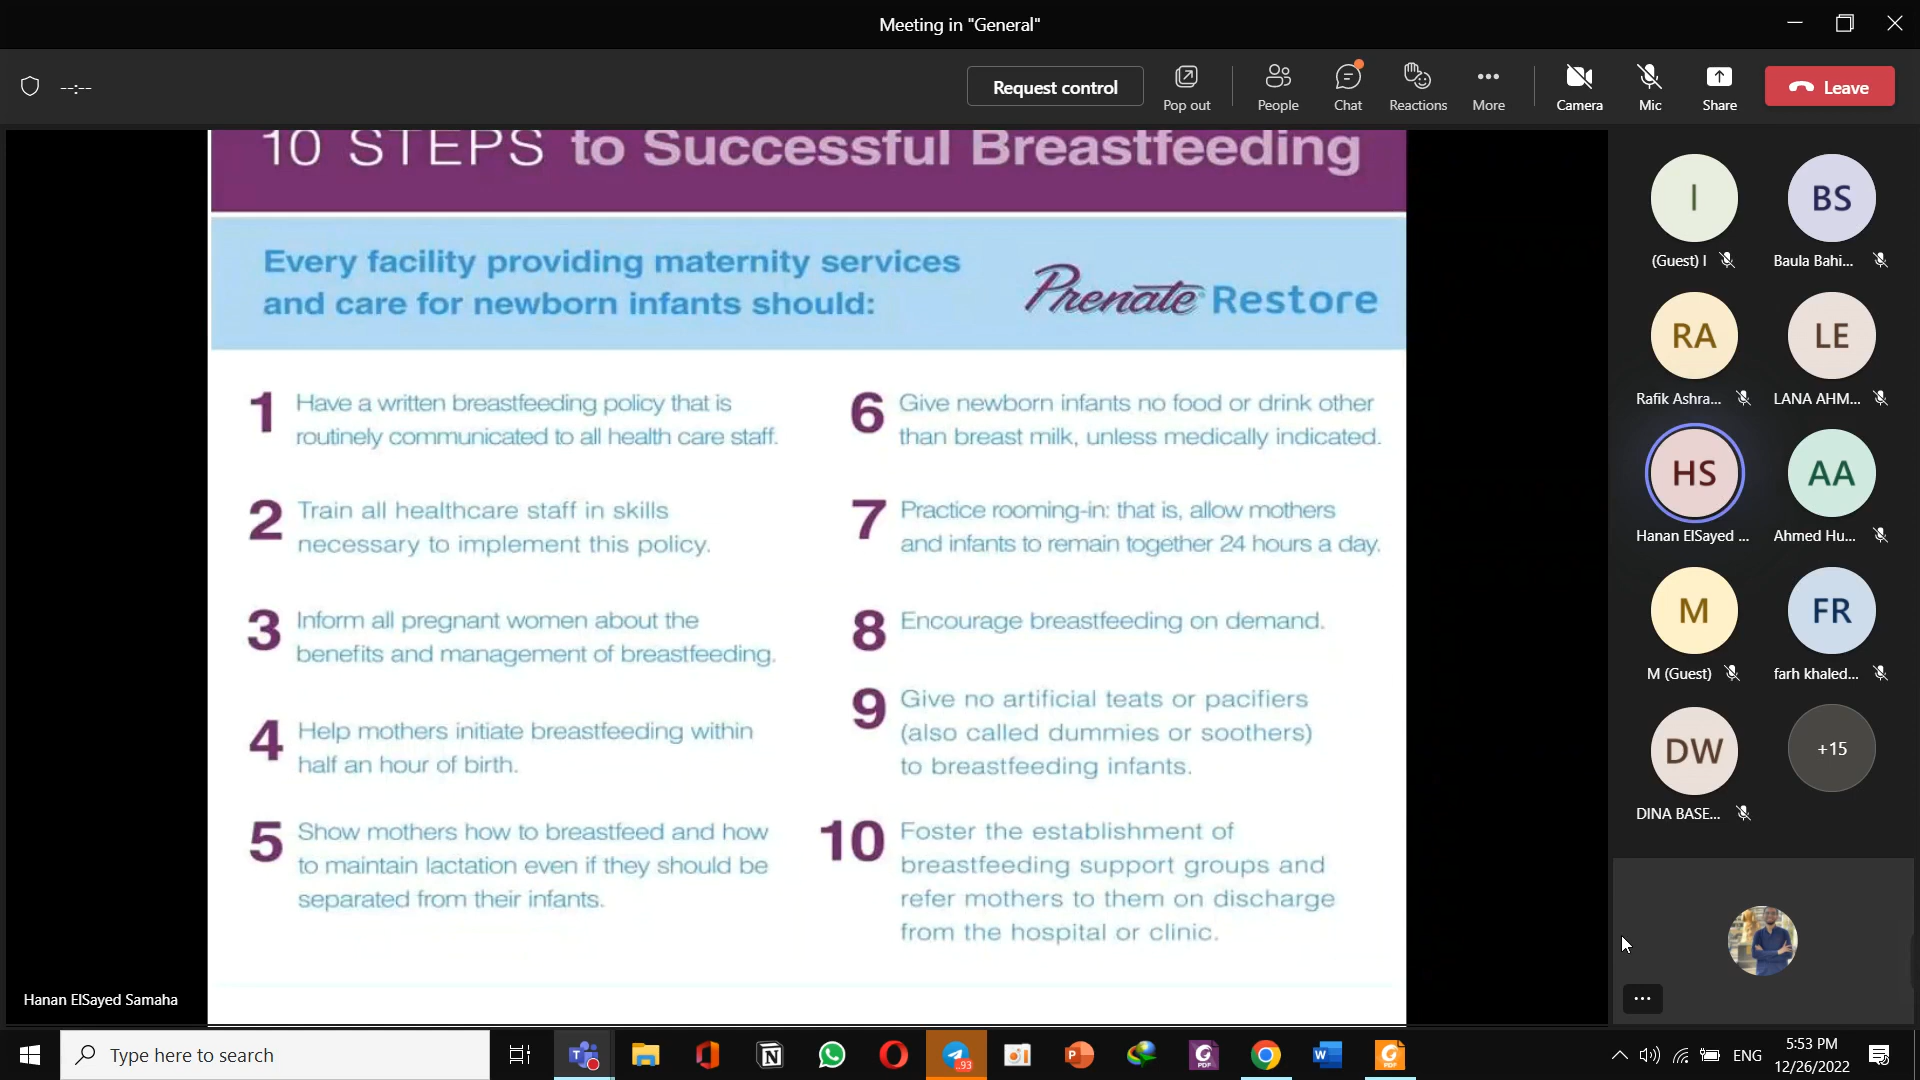 Meeting in "General"
--:--
Request control
Pop out
People
Chat
Reactions
More
Camera
Mic
Share
Leave
10 STEPS to Successful Breastfeeding
Every facility providing maternity services
and care for newborn infants should:
Prenate Restore
1 Have a written breastfeeding policy that is
routinely communicated to all health care staff.
2 Train all healthcare staff in skills
necessary to implement this policy.
3 Inform all pregnant women about the
benefits and management of breastfeeding.
4 Help mothers initiate breastfeeding within
half an hour of birth.
5 Show mothers how to breastfeed and how
to maintain lactation even if they should be
separated from their infants.
6 Give newborn infants no food or drink other
than breast milk, unless medically indicated.
7 Practice rooming-in: that is, allow mothers
and infants to remain together 24 hours a day.
8 Encourage breastfeeding on demand.
9 Give no artificial teats or pacifiers
(also called dummies or soothers)
to breastfeeding infants.
10 Foster the establishment of
breastfeeding support groups and
refer mothers to them on discharge
from the hospital or clinic.
Hanan ElSayed Samaha
I
(Guest) I
BS
Baula Bahi...
RA
Rafik Ashra...
LE
LANA AHM...
HS
Hanan ElSayed ...
AA
Ahmed Hu...
M
M (Guest)
FR
farh khaled...
DW
DINA BASE...
+15
Type here to search
..93
ENG
5:53 PM
12/26/2022